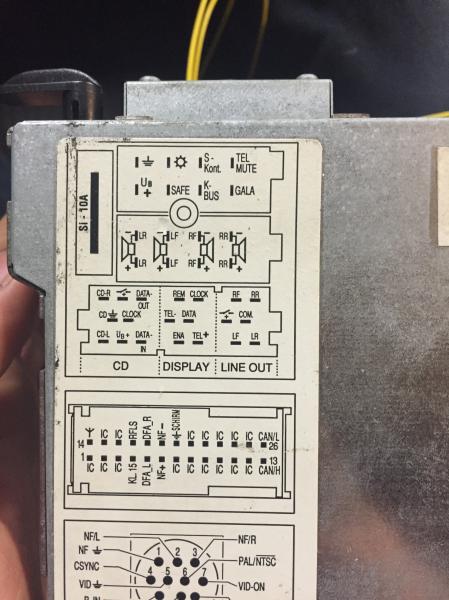 Si - 10A
S - TEL
Kont. MUTE
UB K-
+ SAFE BUS GALA
- LR - LF RF - RR -
+ LR + LF RF + RR +
CD-R DATA- REM CLOCK RF RR
OUT
CD CLOCK TEL- DATA + COM.
CD-L UB+ DATA- ENA TEL+ LF LR
IN
CD DISPLAY LINE OUT
14 IC IC RFLS DFA_R NF- SCHIRM IC IC IC IC IC CAN/L 26
1 IC IC IC KL.15 DFA_L NF+ IC IC IC IC IC IC CAN/H 13
NF/L NF/R
NF 1 2 3 PAL/NTSC
CSYNC 4 5 6 7
VID VID-ON